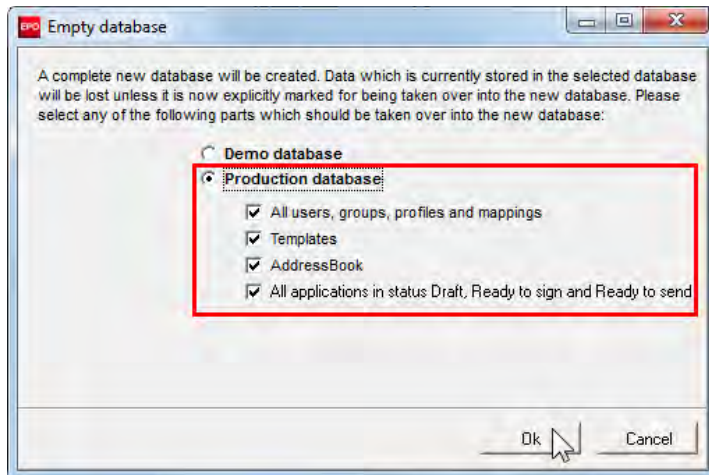 EPO Empty database
A complete new database will be created. Data which is currently stored in the selected database
will be lost unless it is now explicitly marked for being taken over into the new database. Please
select any of the following parts which should be taken over into the new database:
Demo database
Production database
All users, groups, profiles and mappings
Templates
AddressBook
All applications in status Draft, Ready to sign and Ready to send
Ok Cancel